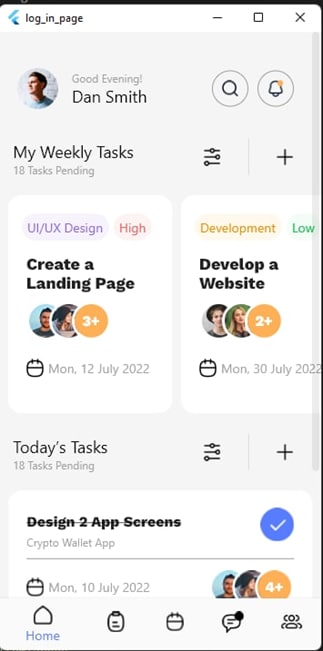 log_in_page
Good Evening!
Dan Smith
My Weekly Tasks
18 Tasks Pending
UI/UX Design High
Development Low
Create a
Landing Page
Develop a
Website
3+
2+
Mon, 12 July 2022
Mon, 30 July 2022
Today's Tasks
18 Tasks Pending
Design 2 App Screens
Crypto Wallet App
Mon, 10 July 2022
4+
Home